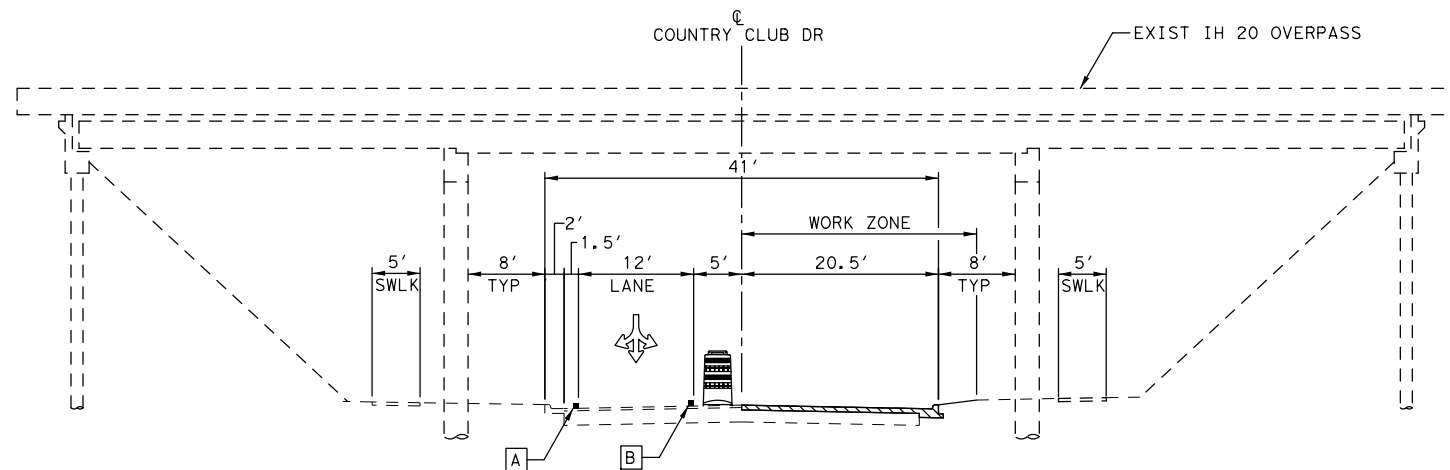 ℄
COUNTRY CLUB DR
EXIST IH 20 OVERPASS
41'
2'
WORK ZONE
1.5'
5'
SWLK
8'
TYP
12'
LANE
5'
20.5'
8'
TYP
5'
SWLK
A
B